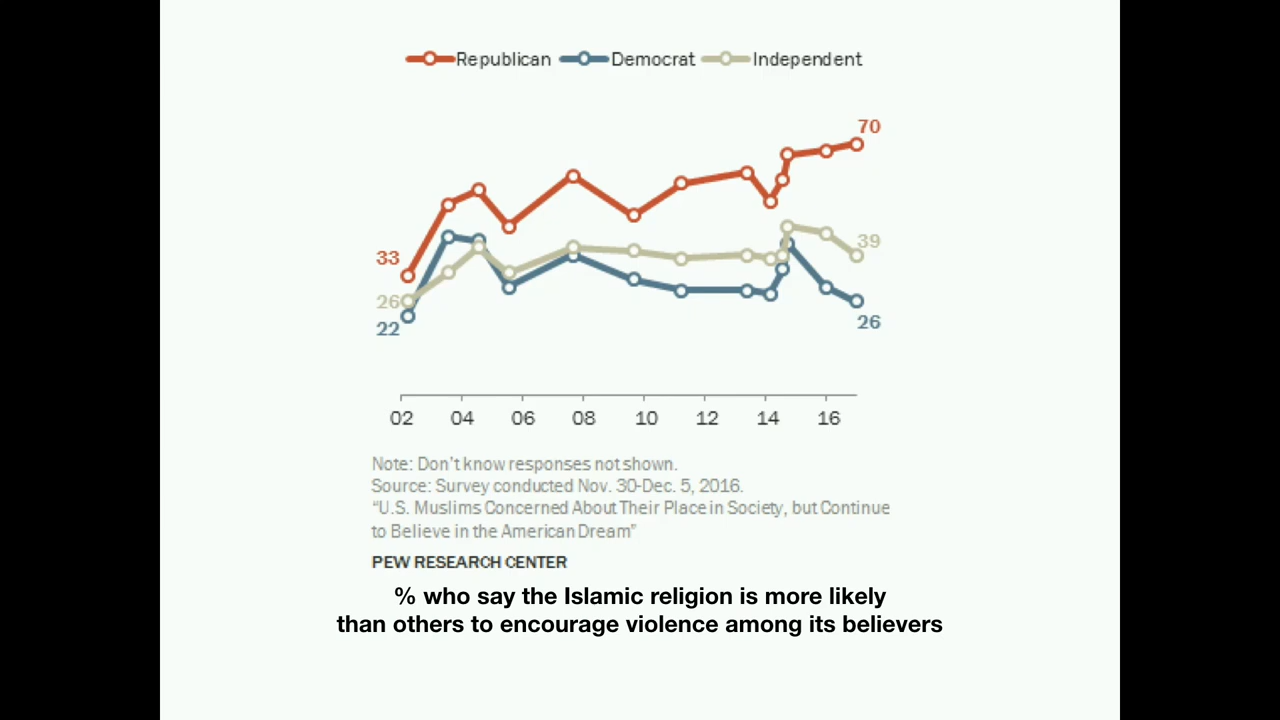 Republican Democrat Independent
70
33
39
26
22
26
02 04 06 08 10 12 14 16
Note: Don't know responses not shown.
Source: Survey conducted Nov. 30-Dec. 5, 2016.
“U.S. Muslims Concerned About Their Place in Society, but Continue
to Believe in the American Dream”
PEW RESEARCH CENTER
% who say the Islamic religion is more likely
than others to encourage violence among its believers